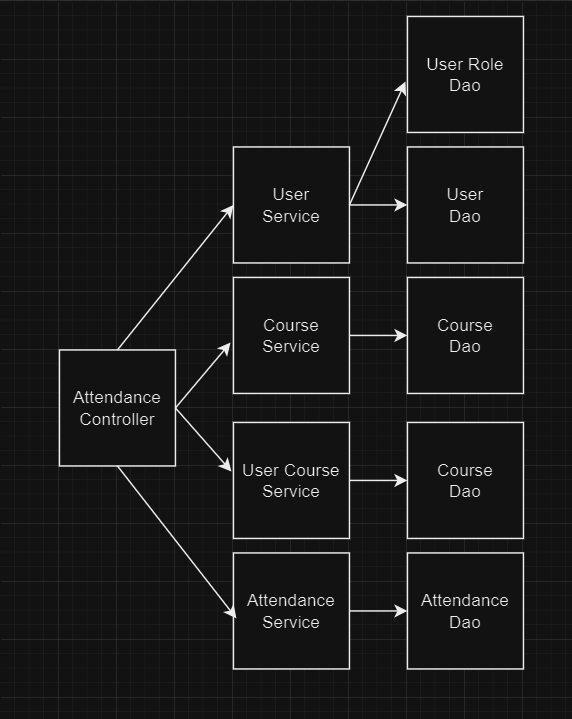 User Role
Dao
User
Service
User
Dao
Course
Service
Course
Dao
Attendance
Controller
User Course
Service
Course
Dao
Attendance
Service
Attendance
Dao